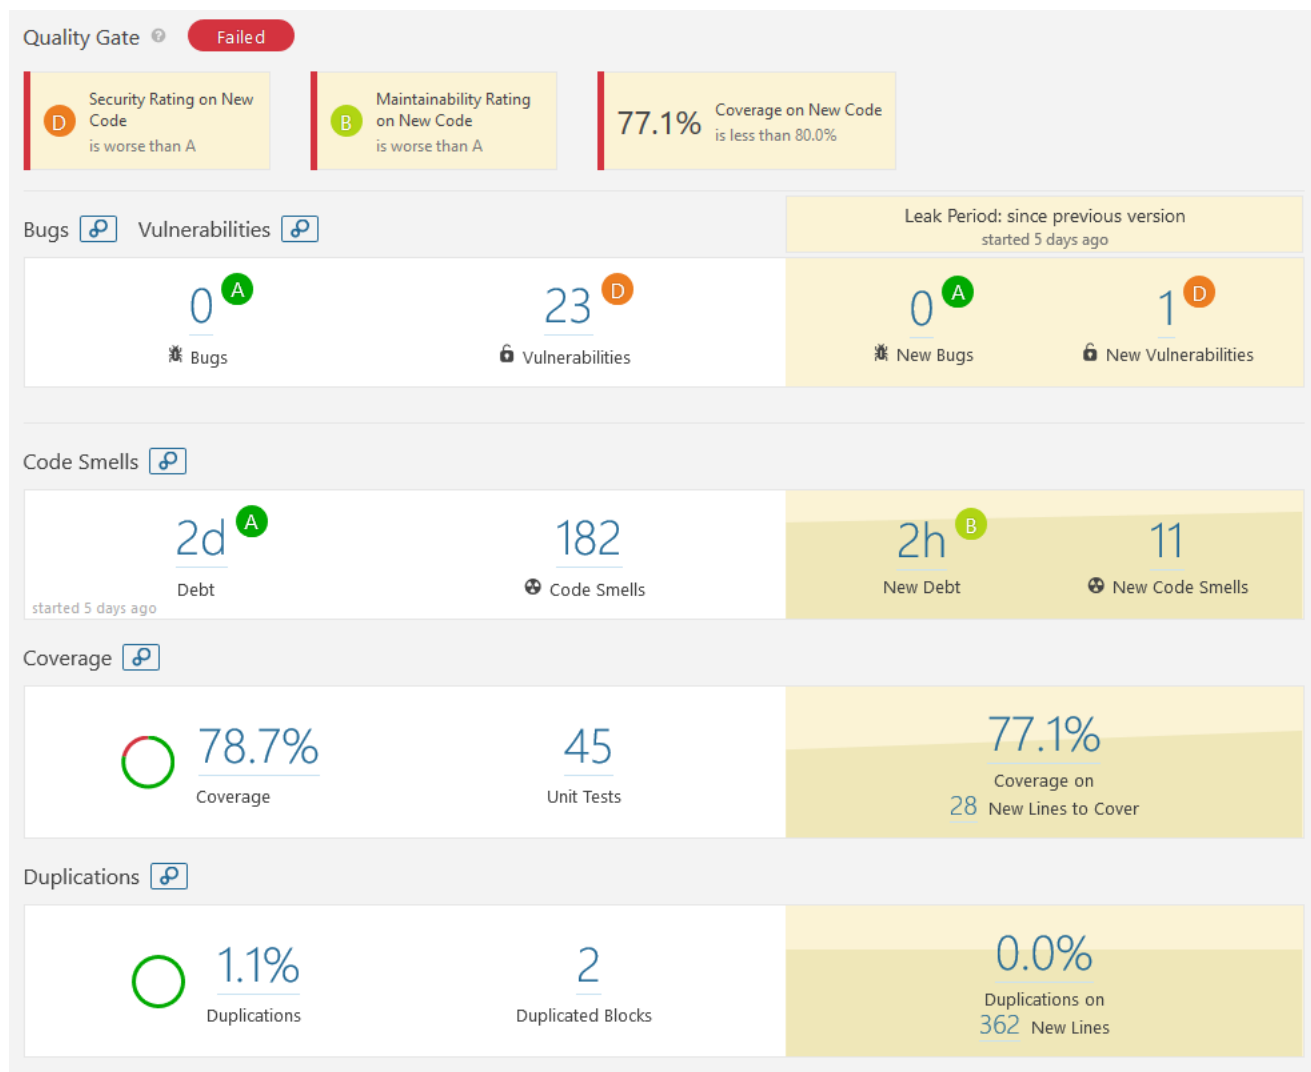 Quality Gate ? Failed
D Security Rating on New
Code
is worse than A
B Maintainability Rating
on New Code
is worse than A
77.1% Coverage on New Code
is less than 80.0%
Bugs Vulnerabilities
Leak Period: since previous version
started 5 days ago
0 A
Bugs
23 D
Vulnerabilities
0 A
New Bugs
1 D
New Vulnerabilities
Code Smells
2d A
Debt
started 5 days ago
182
Code Smells
2h B
New Debt
11
New Code Smells
Coverage
78.7%
Coverage
45
Unit Tests
77.1%
Coverage on
28 New Lines to Cover
Duplications
1.1%
Duplications
2
Duplicated Blocks
0.0%
Duplications on
362 New Lines